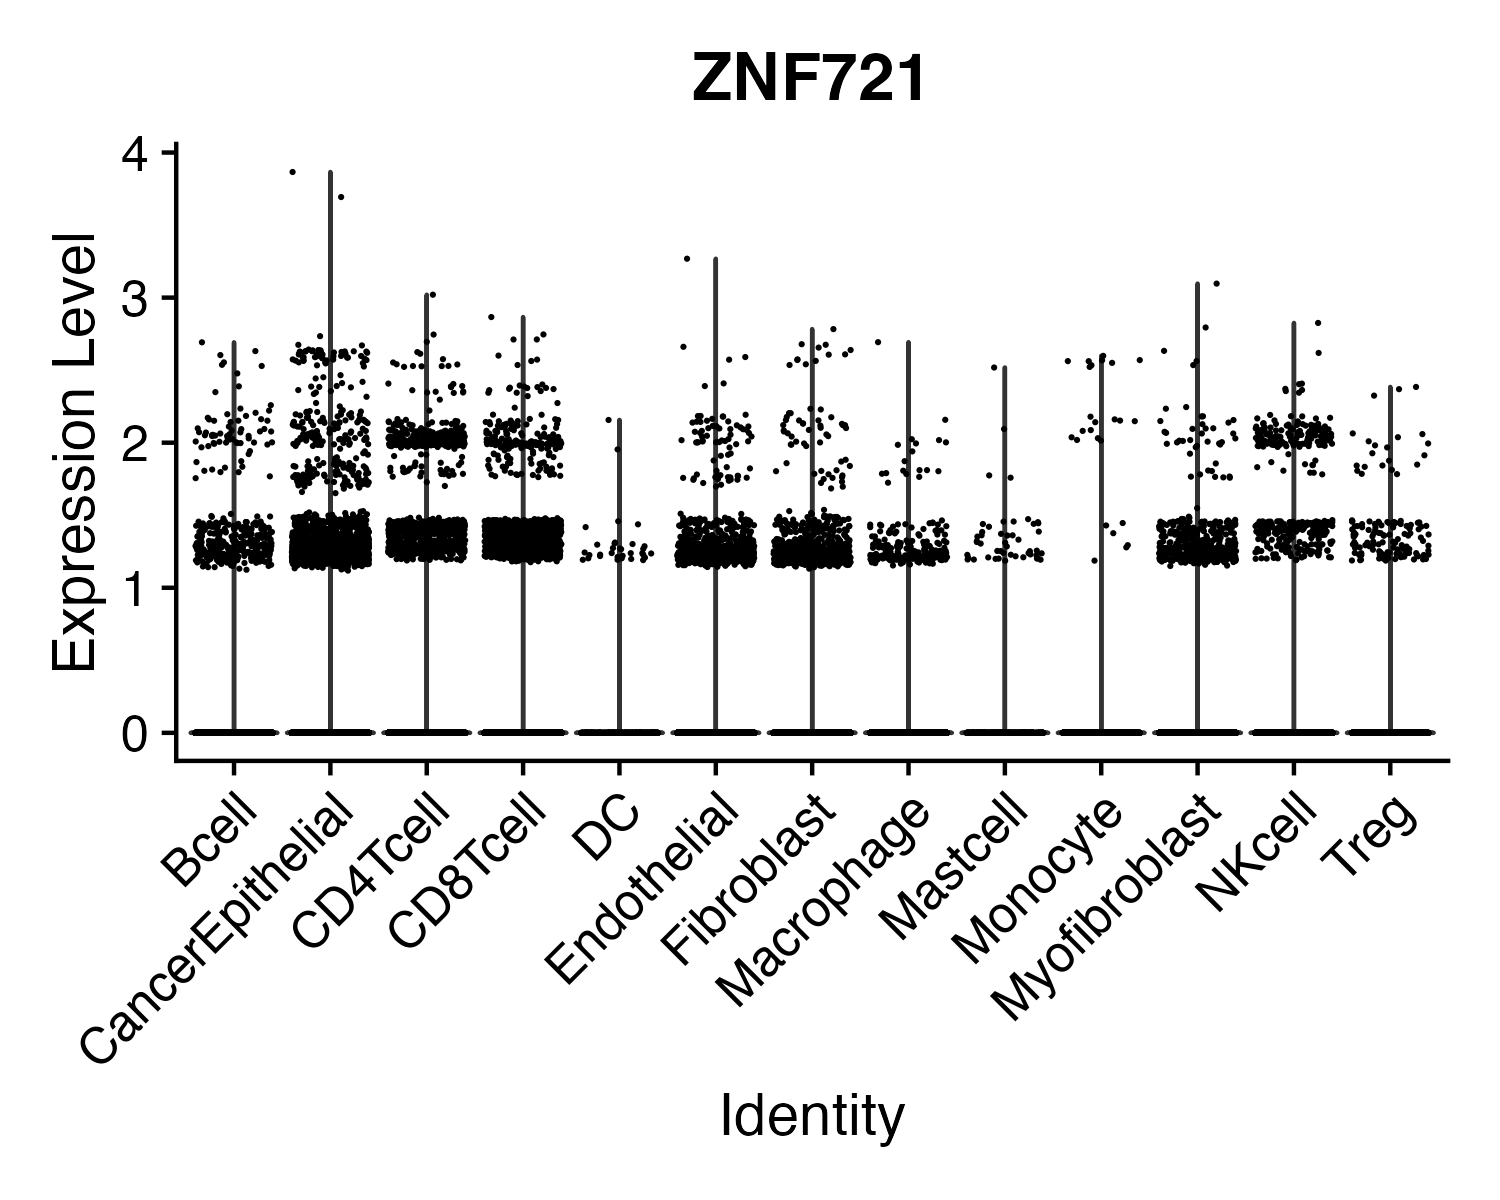 ZNF721
Expression Level
4
3
2
1
0
Bcell
CancerEpithelial
CD4Tcell
CD8Tcell
DC
Endothelial
Fibroblast
Macrophage
Mastcell
Monocyte
Myofibroblast
NKcell
Treg
Identity